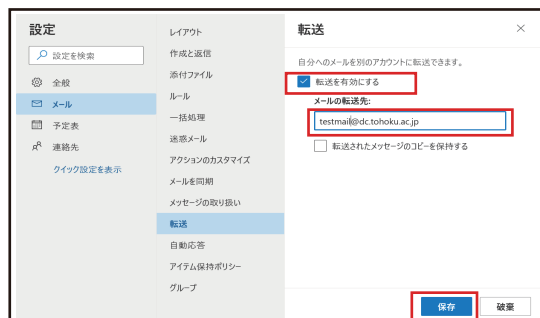 設定
設定を検索
全般
メール
予定表
連絡先
クイック設定を表示
レイアウト
作成と返信
添付ファイル
ルール
一括処理
迷惑メール
アクションのカスタマイズ
メールを同期
メッセージの取り扱い
転送
自動応答
アイテム保持ポリシー
グループ
転送
自分へのメールを別のアカウントに転送できます。
転送を有効にする
メールの転送先:
testmail@dc.tohoku.ac.jp
転送されたメッセージのコピーを保持する
保存
破棄